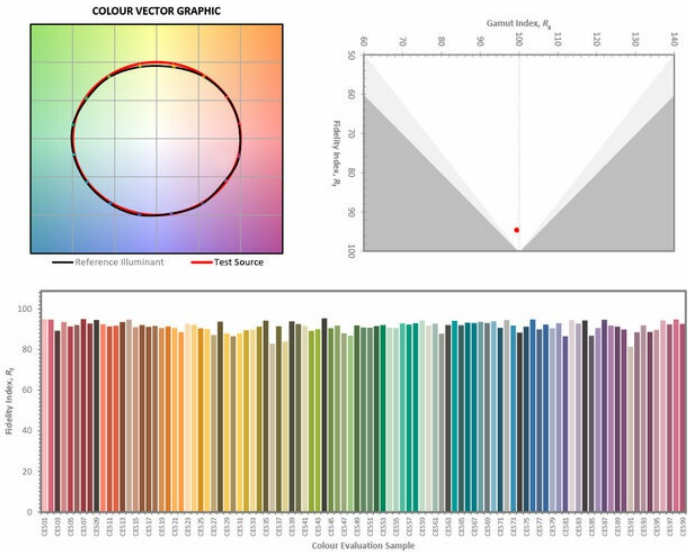 COLOUR VECTOR GRAPHIC
Reference Illuminant Test Source
Gamut Index, Rg
60 70 80 90 100 110 120 130 140
Fidelity Index, Rf
50
60
70
80
90
100
Fidelity Index, Rf
100
80
60
40
20
0
CES01 CES03 CES05 CES07 CES09 CES11 CES13 CES15 CES17 CES19 CES21 CES23 CES25 CES27 CES29 CES31 CES33 CES35 CES37 CES39 CES41 CES43 CES45 CES47 CES49 CES51 CES53 CES55 CES57 CES59 CES61 CES63 CES65 CES67 CES69 CES71 CES73 CES75 CES77 CES79 CES81 CES83 CES85 CES87 CES89 CES91 CES93 CES95 CES97 CES99
Colour Evaluation Sample